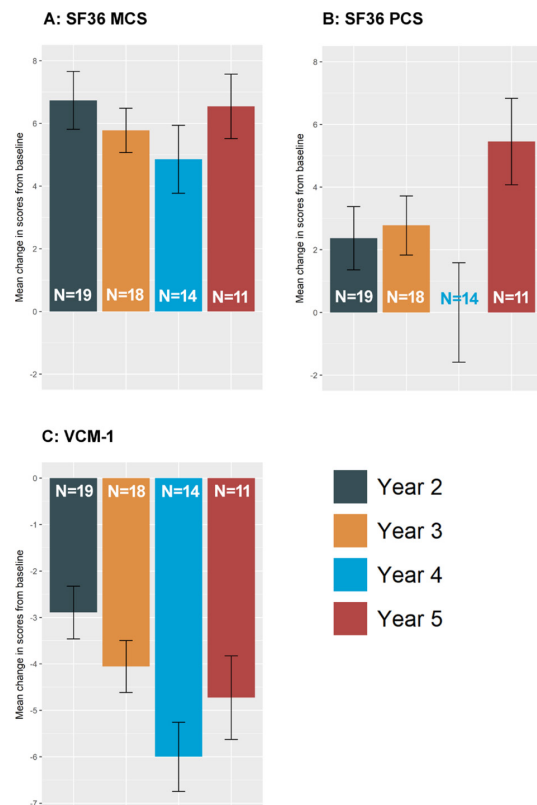 A: SF36 MCS
Mean change in scores from baseline
8
6
4
2
0
-2
N=19 N=18 N=14 N=11
B: SF36 PCS
Mean change in scores from baseline
8
6
4
2
0
-2
N=19 N=18 N=14 N=11
C: VCM-1
Mean change in scores from baseline
0
-1
-2
-3
-4
-5
-6
-7
N=19 N=18 N=14 N=11
Year 2
Year 3
Year 4
Year 5